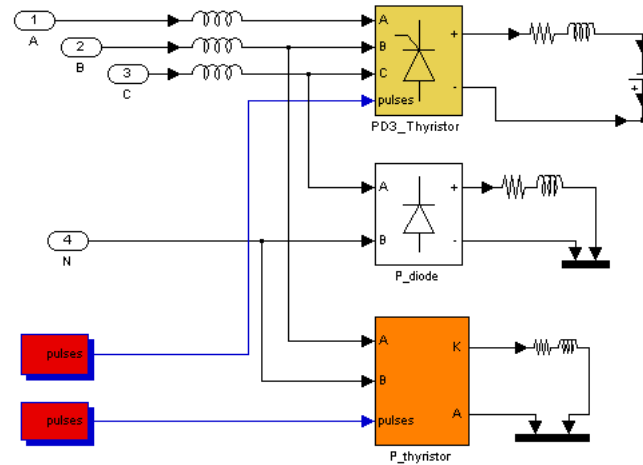 1
A
2
B
3
C
A
B
C
pulses
+
-
PD3_Thyristor
+
A
B
+
-
P_diode
4
N
pulses
pulses
A
B
pulses
K
A
P_thyristor